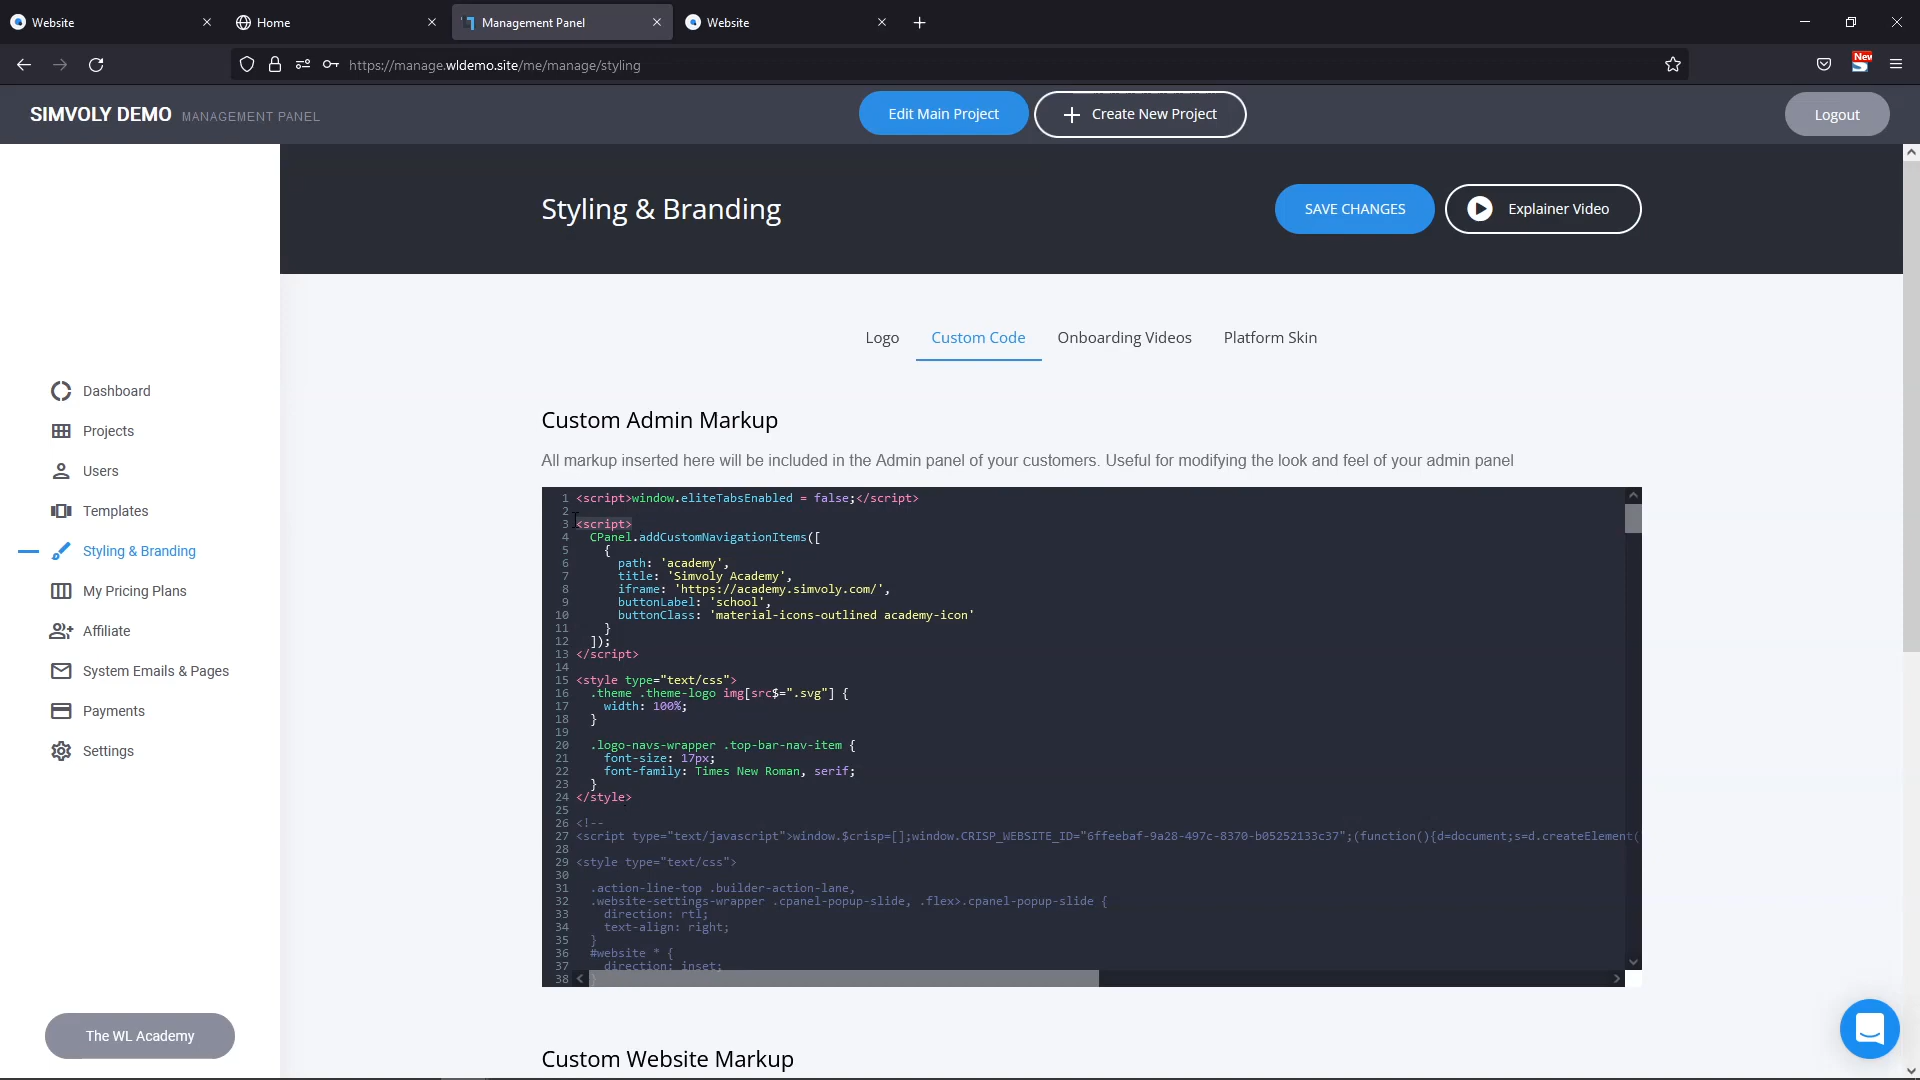 Website
Home
Management Panel
Website
https://manage.wldemo.site/me/manage/styling
New
SIMVOLY DEMO MANAGEMENT PANEL
Edit Main Project
Create New Project
Logout
Styling & Branding
SAVE CHANGES
Explainer Video
Logo
Custom Code
Onboarding Videos
Platform Skin
Dashboard
Projects
Users
Templates
Styling & Branding
My Pricing Plans
Affiliate
System Emails & Pages
Payments
Settings
The WL Academy
Custom Admin Markup
All markup inserted here will be included in the Admin panel of your customers. Useful for modifying the look and feel of your admin panel
1 <script>window.eliteTabsEnabled = false;</script>
2
3 <script>
4 CPanel.addCustomNavigationItems([
5 {
6 path: 'academy',
7 title: 'Simvoly Academy',
8 iframe: 'https://academy.simvoly.com/',
9 buttonLabel: 'school',
10 buttonClass: 'material-icons-outlined academy-icon'
11 }
12 ]);
13 </script>
14
15 <style type="text/css">
16 .theme .theme-logo img[src$=".svg"] {
17 width: 100%;
18 }
19
20 .logo-navs-wrapper .top-bar-nav-item {
21 font-size: 17px;
22 font-family: Times New Roman, serif;
23 }
24 </style>
25
26 <!--
27 <script type="text/javascript">window.$crisp=[];window.CRISP_WEBSITE_ID="6ffeebaf-9a28-497c-8370-b05252133c37";(function(){d=document;s=d.createElement(
28
29 <style type="text/css">
30
31 .action-line-top .builder-action-lane,
32 .website-settings-wrapper .cpanel-popup-slide, .flex>.cpanel-popup-slide {
33 direction: rtl;
34 text-align: right;
35 }
36 #website * {
37 direction: inset;
38 }
Custom Website Markup